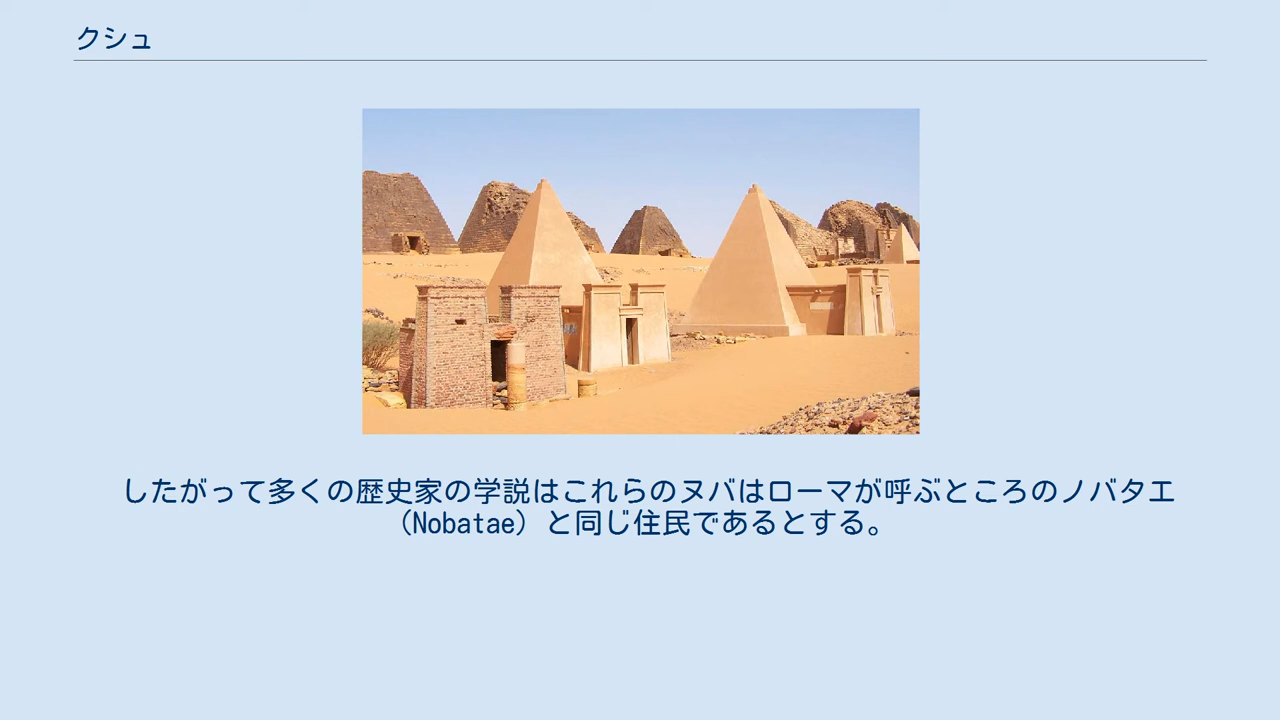 クシュ
したがって多くの歴史家の学説はこれらのヌバはローマが呼ぶところのノバタエ
（Nobatae）と同じ住民であるとする。